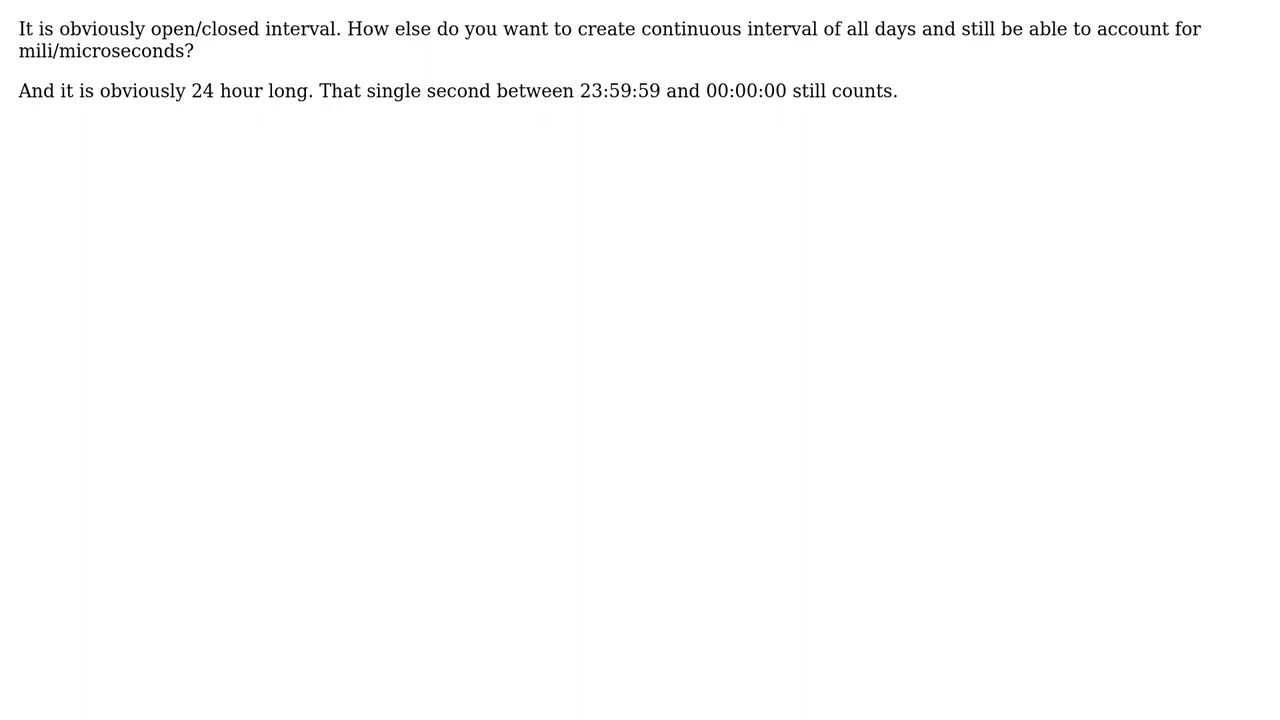 It is obviously open/closed interval. How else do you want to create continuous interval of all days and still be able to account for
mili/microseconds?
And it is obviously 24 hour long. That single second between 23:59:59 and 00:00:00 still counts.